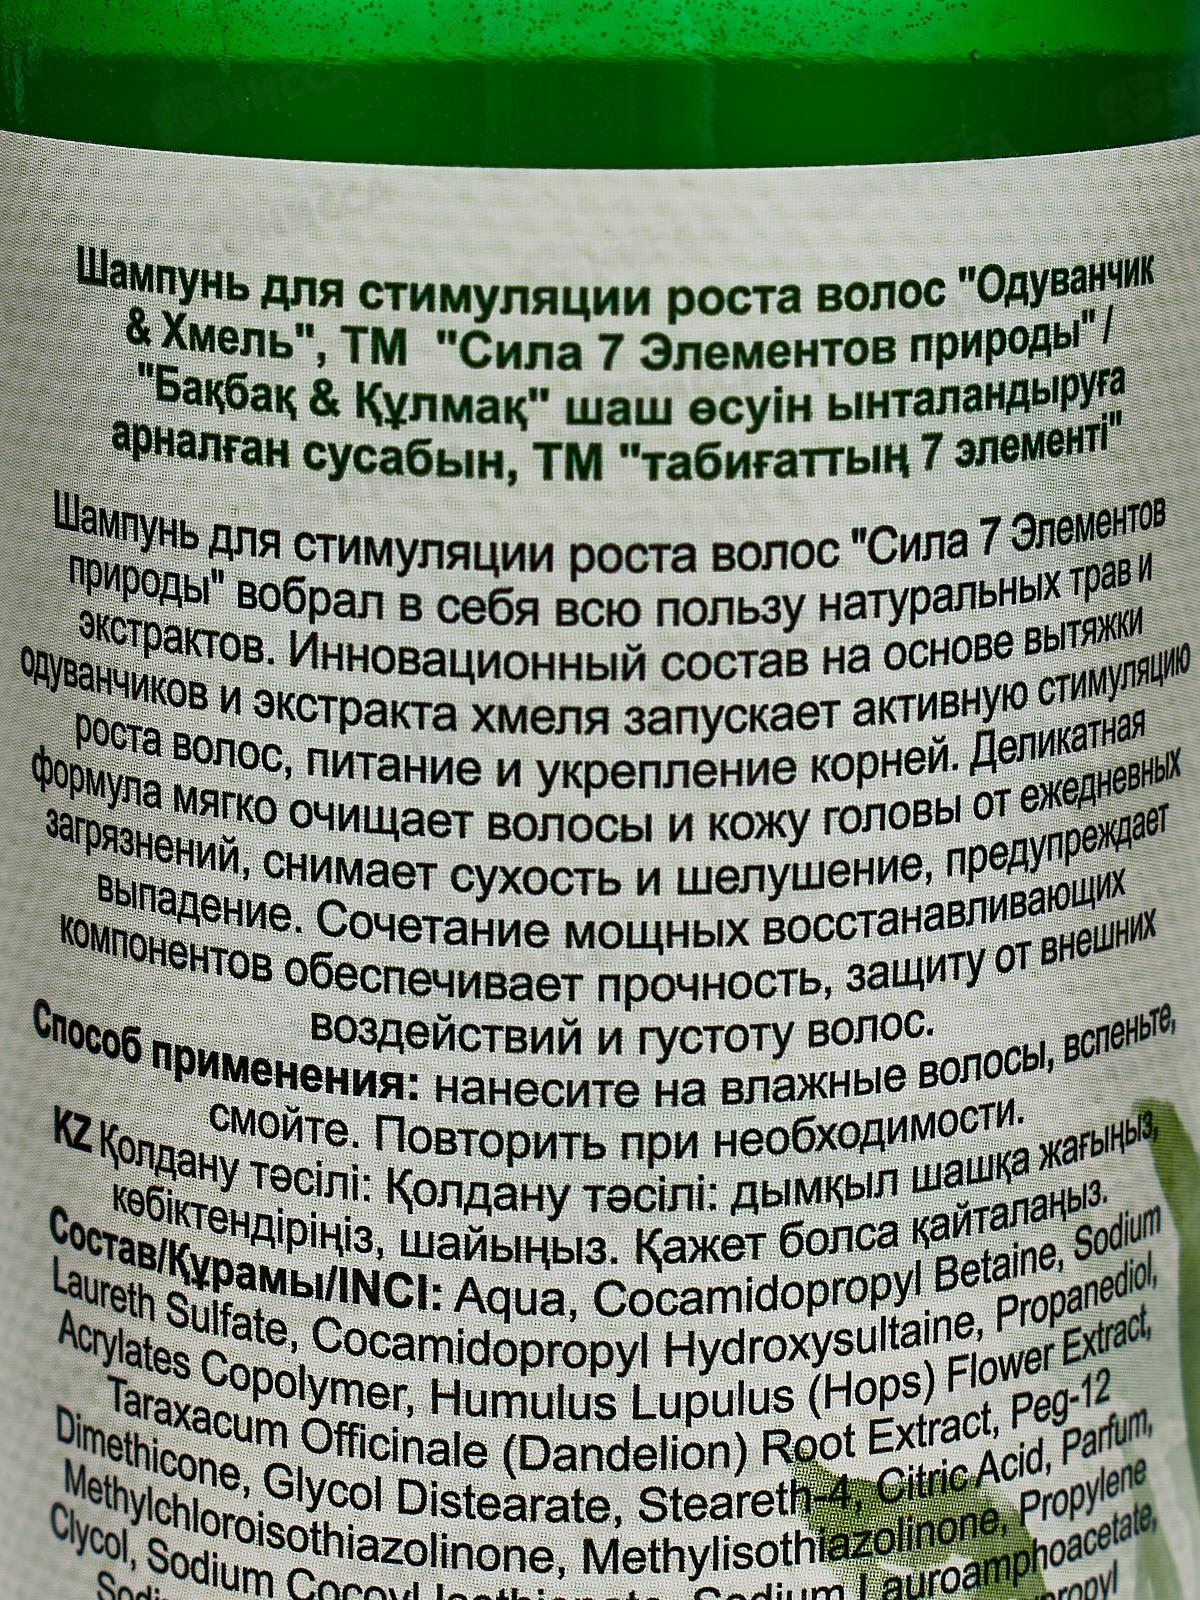 Шампунь для стимуляции роста волос "Одуванчик
& Хмель", ТМ "Сила 7 Элементов природы" /
"Бақбақ & Құлмақ" шаш өсуін ынталандыруға
арналған сусабын, ТМ "табиғаттың 7 элементі"
Шампунь для стимуляции роста волос "Сила 7 Элементов
природы" вобрал в себя всю пользу натуральных трав и
экстрактов. Инновационный состав на основе вытяжки
одуванчиков и экстракта хмеля запускает активную стимуляцию
роста волос, питание и укрепление корней. Деликатная
формула мягко очищает волосы и кожу головы от ежедневных
загрязнений, снимает сухость и шелушение, предупреждает
выпадение. Сочетание мощных восстанавливающих
компонентов обеспечивает прочность, защиту от внешних
воздействий и густоту волос.
Способ применения: нанесите на влажные волосы, вспеньте,
смойте. Повторить при необходимости.
KZ Қолдану тәсілі: Қолдану тәсілі: дымқыл шашқа жағыңыз,
көбіктендіріңіз, шайыңыз. Қажет болса қайталаңыз.
Состав/Құрамы/INCI: Aqua, Cocamidopropyl Betaine, Sodium
Laureth Sulfate, Cocamidopropyl Hydroxysultaine, Propanediol,
Acrylates Copolymer, Humulus Lupulus (Hops) Flower Extract,
Taraxacum Officinale (Dandelion) Root Extract, Peg-12
Dimethicone, Glycol Distearate, Steareth-4, Citric Acid, Parfum,
Methylchloroisothiazolinone, Methylisothiazolinone, Propylene
Glycol, Sodium Cocoyl Isethionate, Sodium Lauroamphoacetate,